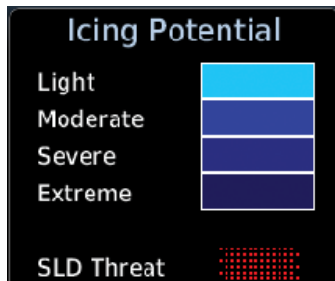 Icing Potential
Light
Moderate
Severe
Extreme
SLD Threat